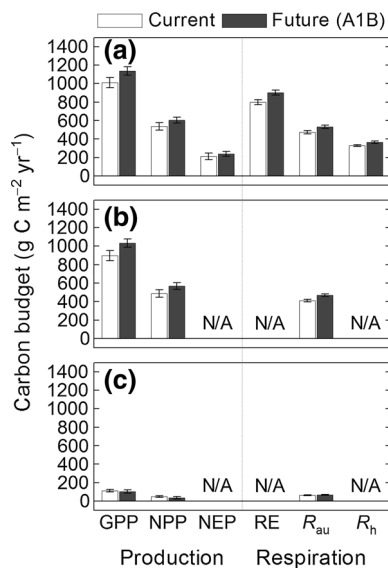 Current Future (A1B)
Carbon budget (g C m⁻² yr⁻¹)
(a)
1400
1200
1000
800
600
400
200
0
(b)
1400
1200
1000
800
600
400
200
0
N/A N/A N/A
(c)
1400
1200
1000
800
600
400
200
0
N/A N/A N/A
GPP NPP NEP RE Rau Rh
Production Respiration